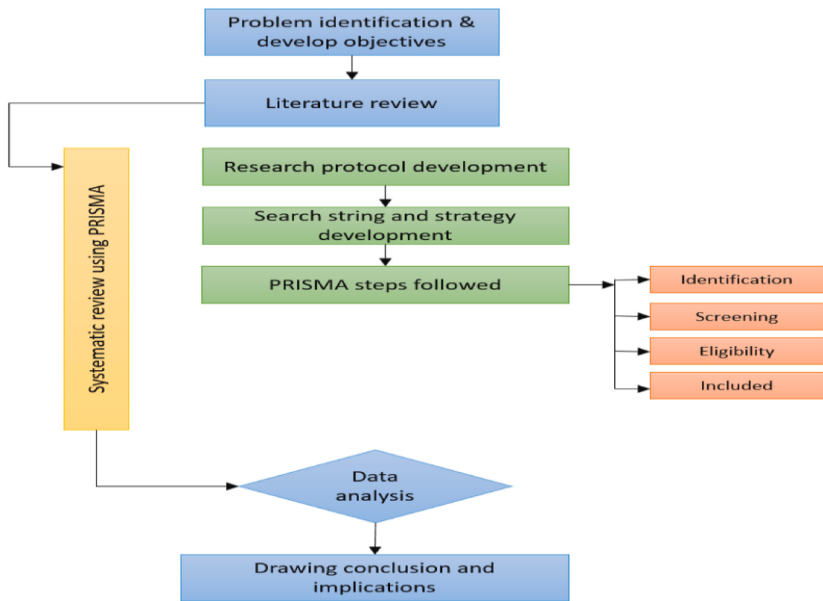 Problem identification &
develop objectives
Literature review
Systematic review using PRISMA
Research protocol development
Search string and strategy
development
PRISMA steps followed
Identification
Screening
Eligibility
Included
Data
analysis
Drawing conclusion and
implications